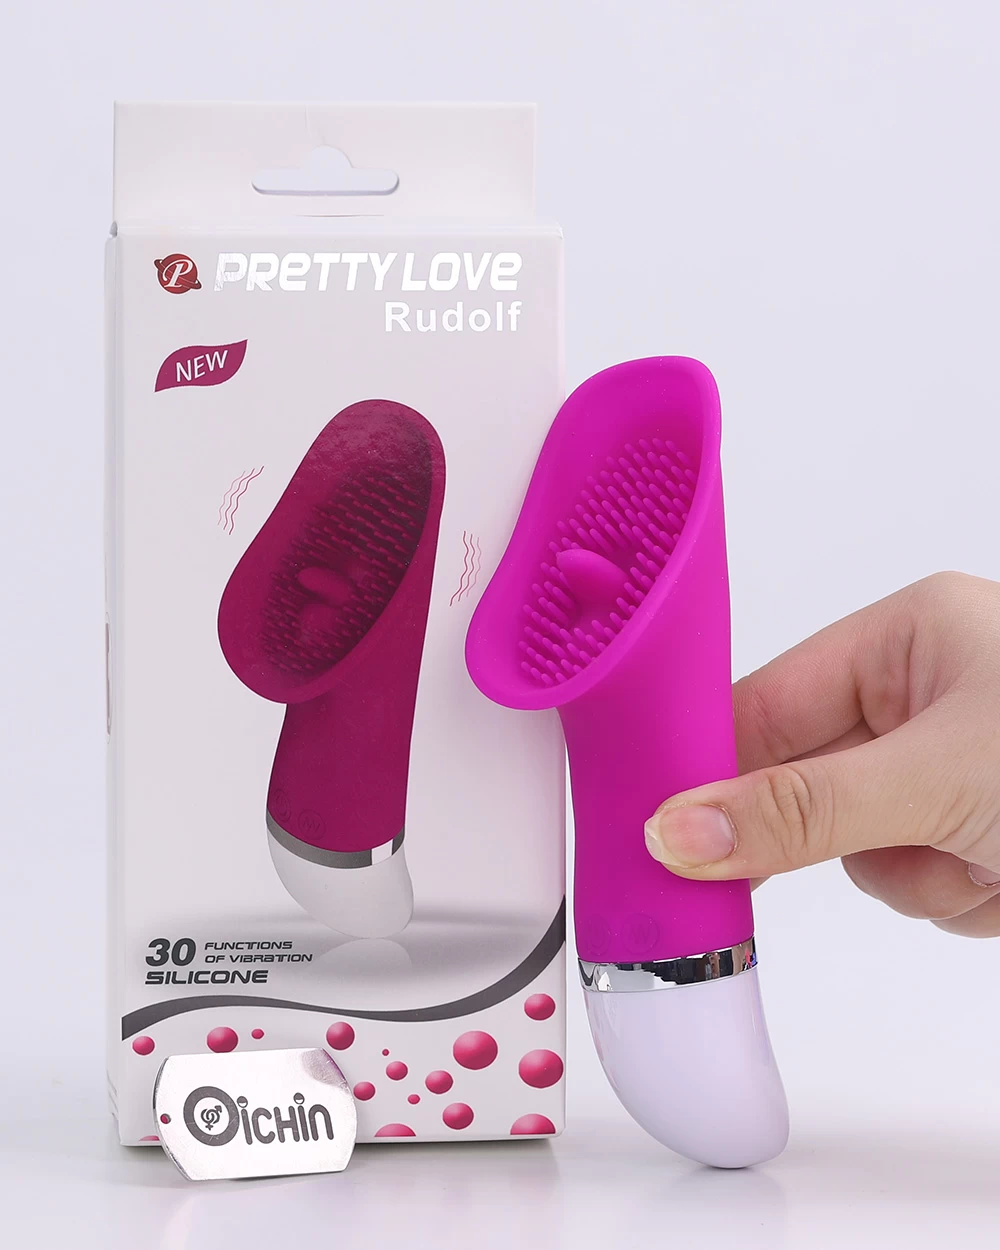 P PRETTY LOVE
Rudolf
NEW
30 FUNCTIONS
OF VIBRATION
SILICONE
Oichin